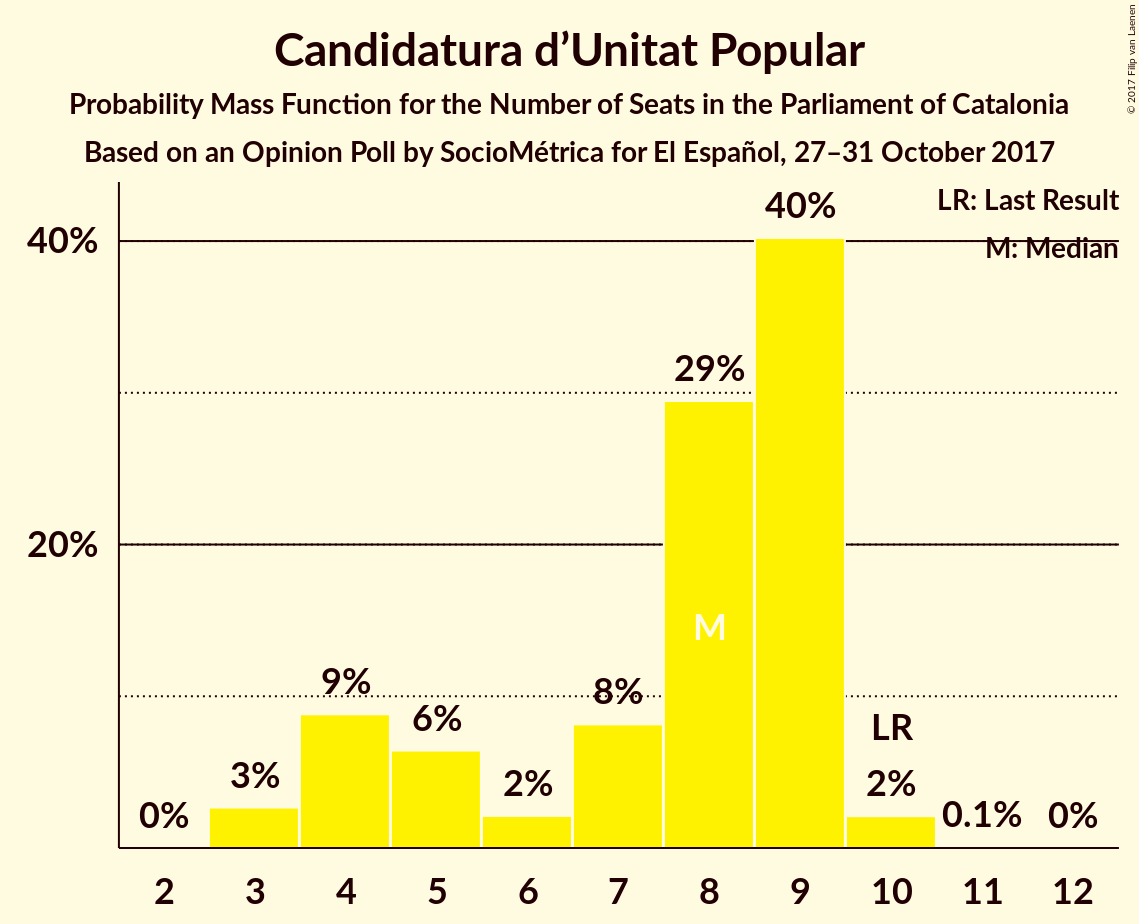 Candidatura d’Unitat Popular
Probability Mass Function for the Number of Seats in the Parliament of Catalonia
Based on an Opinion Poll by SocioMétrica for El Español, 27–31 October 2017
© 2017 Filip van Laenen
LR: Last Result
M: Median
40%
20%
0%
3%
9%
6%
2%
8%
29%
M
40%
LR
2%
0.1%
0%
2 3 4 5 6 7 8 9 10 11 12